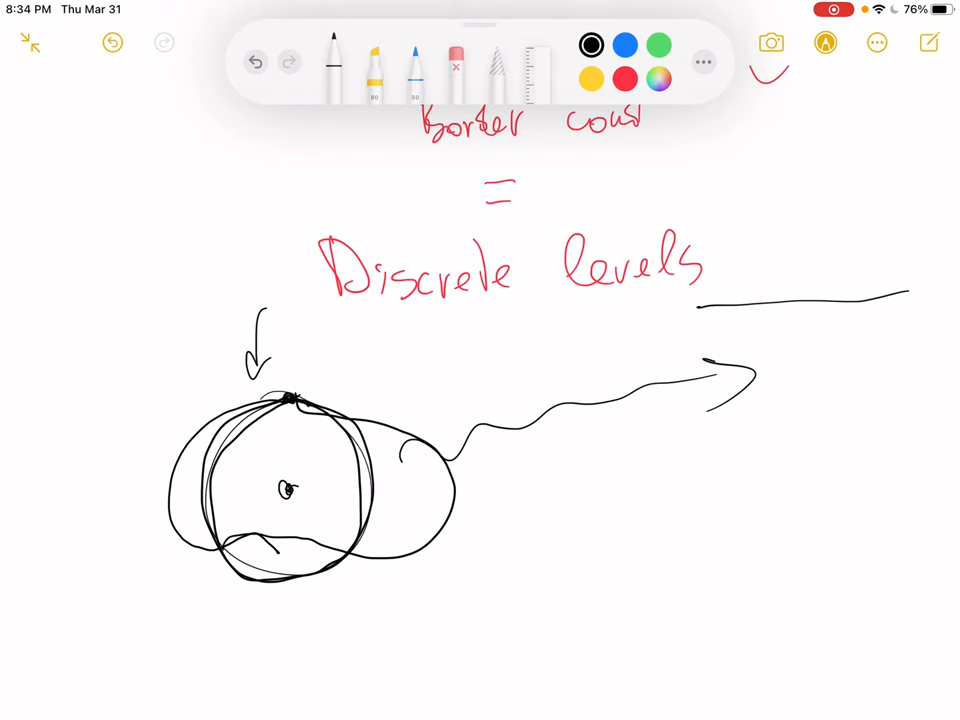 8:34 PM Thu Mar 31 76%
80 50
Border cond
=
Discrete levels